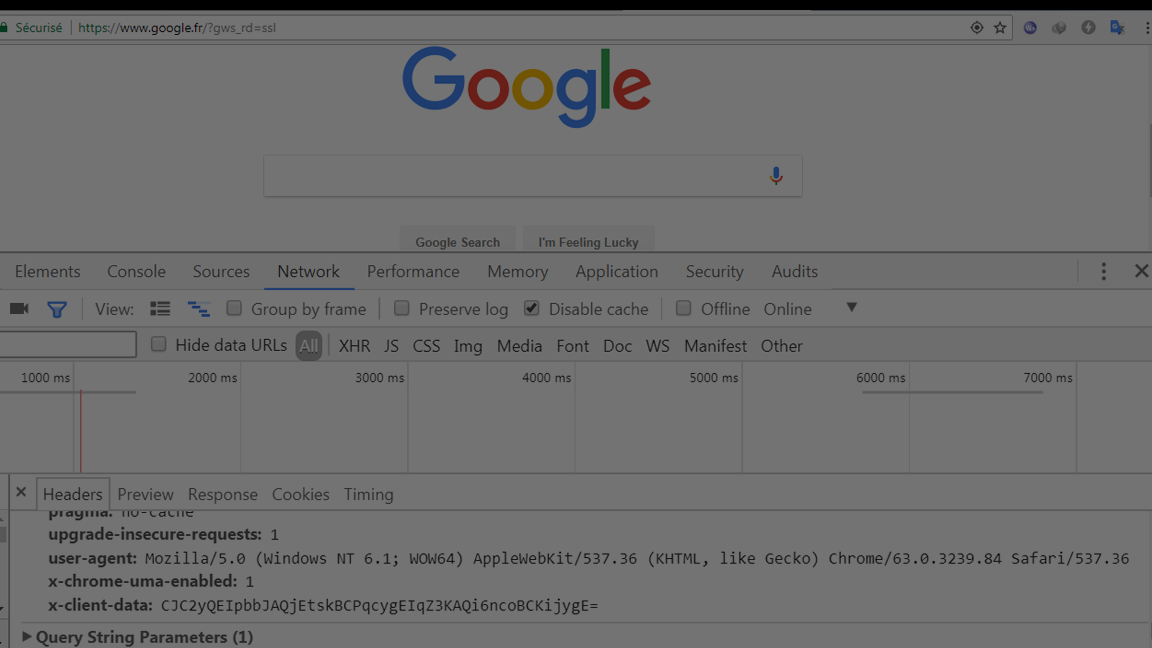 Sécurisé https://www.google.fr/?gws_rd=ssl
Google
Google Search I'm Feeling Lucky
Elements Console Sources Network Performance Memory Application Security Audits
View: Group by frame Preserve log Disable cache Offline Online
Hide data URLs All XHR JS CSS Img Media Font Doc WS Manifest Other
1000 ms 2000 ms 3000 ms 4000 ms 5000 ms 6000 ms 7000 ms
Headers Preview Response Cookies Timing
pragma: no-cache
upgrade-insecure-requests: 1
user-agent: Mozilla/5.0 (Windows NT 6.1; WOW64) AppleWebKit/537.36 (KHTML, like Gecko) Chrome/63.0.3239.84 Safari/537.36
x-chrome-uma-enabled: 1
x-client-data: CJC2yQEIpbbJAQjEtskBCPqcygEIqZ3KAQi6ncoBCKijygE=
Query String Parameters (1)